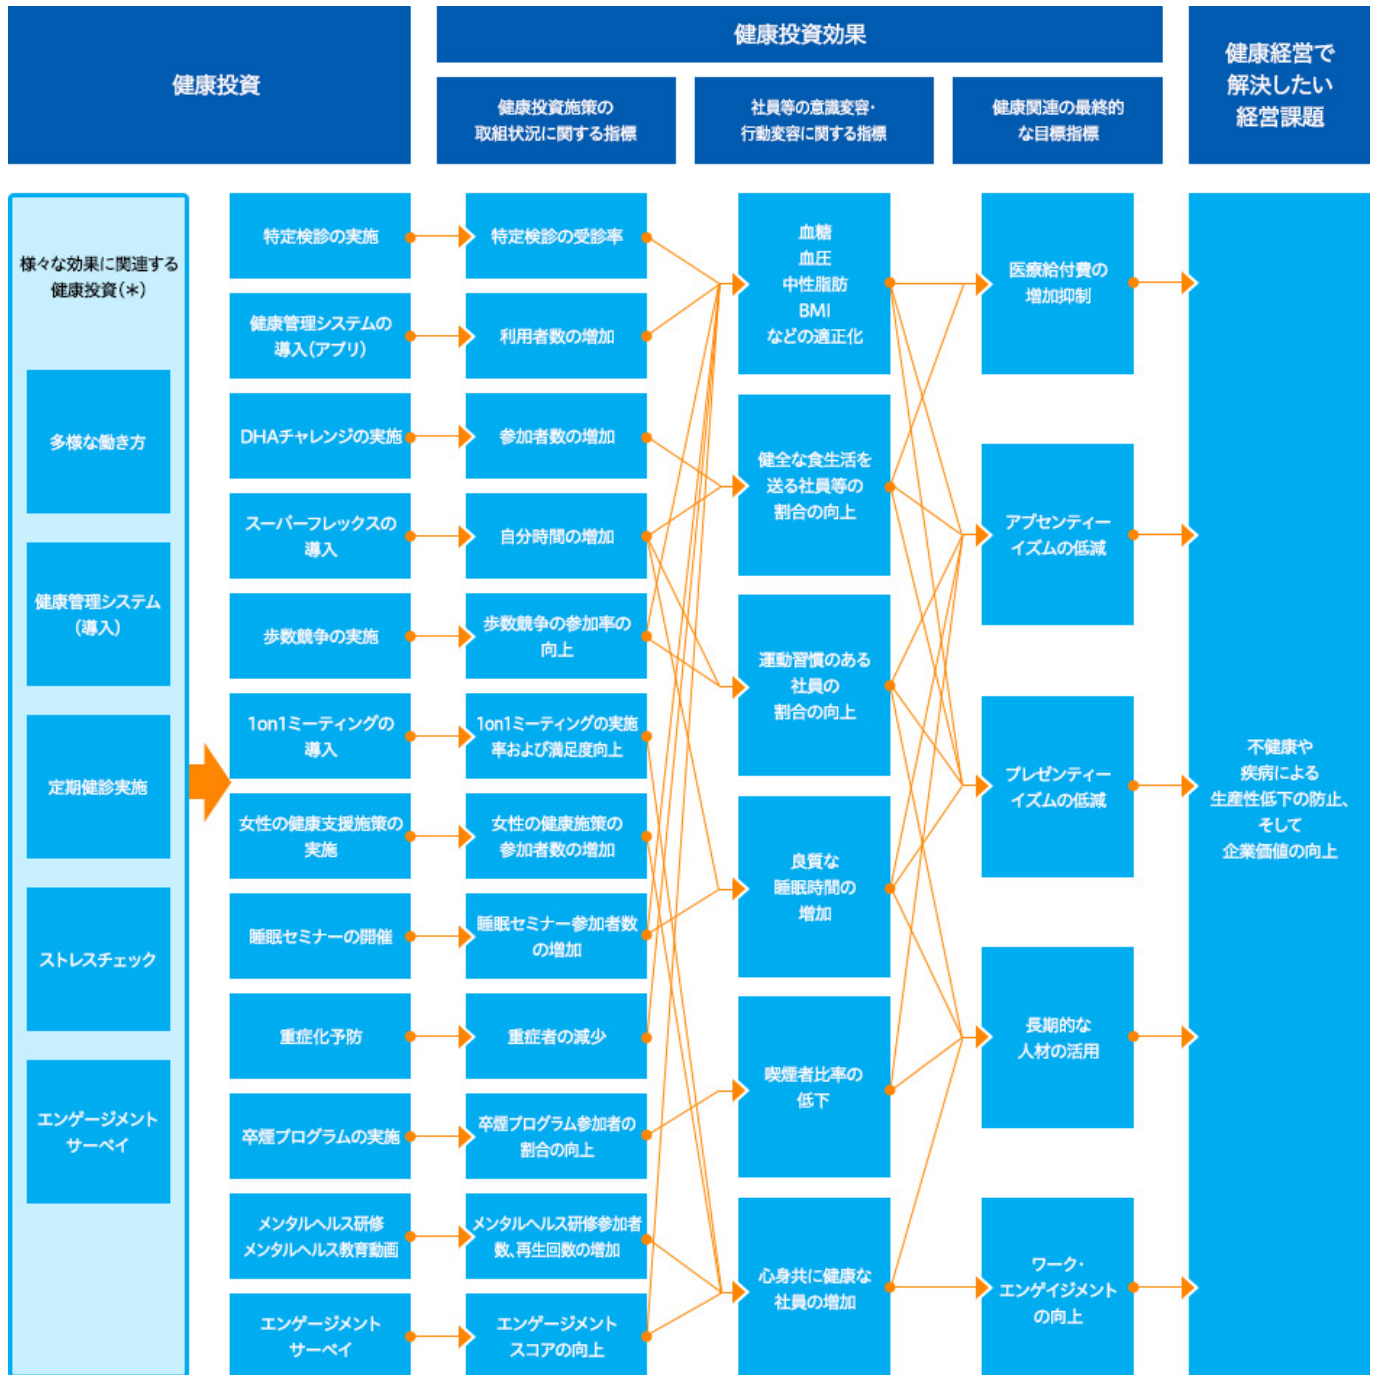 健康投資
健康投資効果
健康経営で
解決したい
経営課題
健康投資施策の
取組状況に関する指標
社員等の意識変容・
行動変容に関する指標
健康関連の最終的
な目標指標
様々な効果に関連する
健康投資(＊)
多様な働き方
健康管理システム
(導入)
定期健診実施
ストレスチェック
エンゲージメント
サーベイ
特定検診の実施
健康管理システムの
導入(アプリ)
DHAチャレンジの実施
スーパーフレックスの
導入
歩数競争の実施
1on1ミーティングの
導入
女性の健康支援施策の
実施
睡眠セミナーの開催
重症化予防
卒煙プログラムの実施
メンタルヘルス研修
メンタルヘルス教育動画
エンゲージメント
サーベイ
特定検診の受診率
利用者数の増加
参加者数の増加
自分時間の増加
歩数競争の参加率の
向上
1on1ミーティングの実施
率および満足度向上
女性の健康施策の
参加者数の増加
睡眠セミナー参加者数
の増加
重症者の減少
卒煙プログラム参加者の
割合の向上
メンタルヘルス研修参加者
数、再生回数の増加
エンゲージメント
スコアの向上
血糖
血圧
中性脂肪
BMI
などの適正化
健全な食生活を
送る社員等の
割合の向上
運動習慣のある
社員の
割合の向上
良質な
睡眠時間の
増加
喫煙者比率の
低下
心身共に健康な
社員の増加
医療給付費の
増加抑制
アブセンティー
イズムの低減
プレゼンティー
イズムの低減
長期的な
人材の活用
ワーク・
エンゲイジメント
の向上
不健康や
疾病による
生産性低下の防止、
そして
企業価値の向上